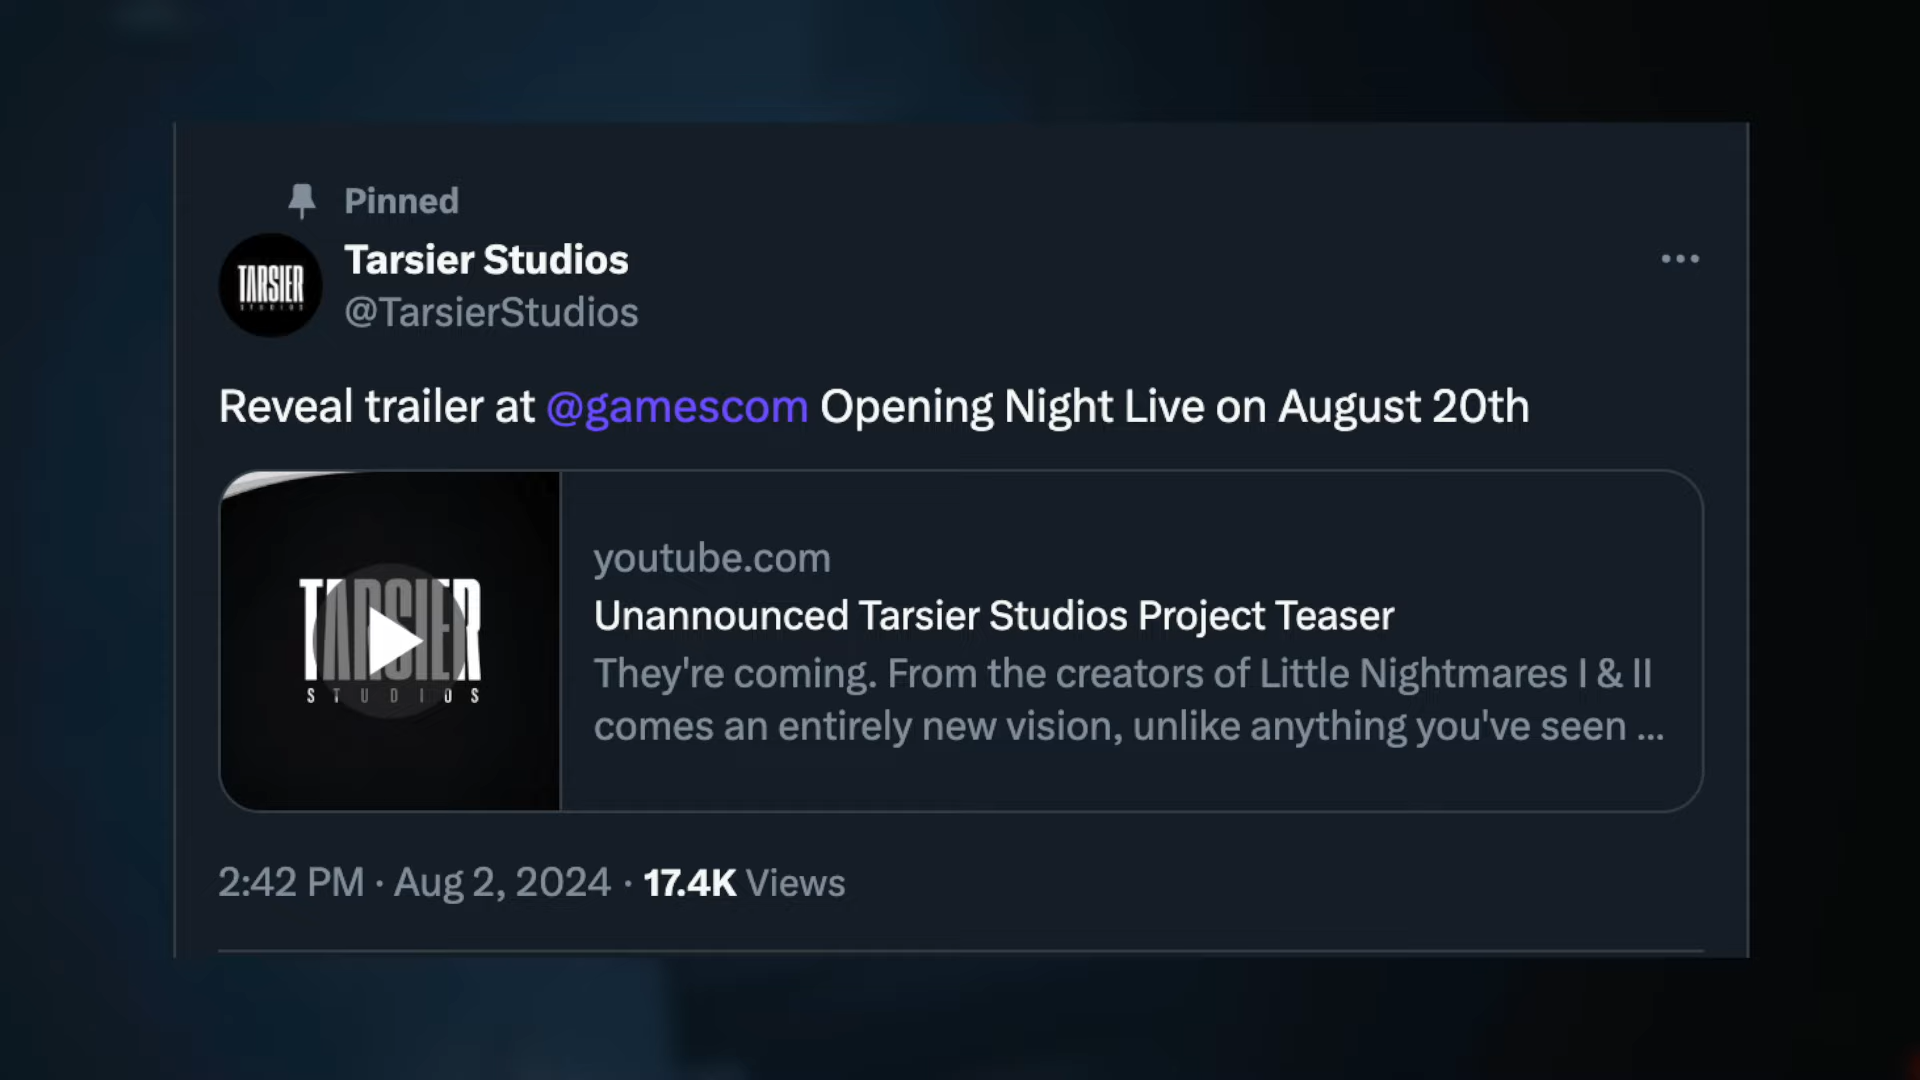 Pinned
Tarsier Studios
TARSIER
STUDIOS
@TarsierStudios
Reveal trailer at @gamescom Opening Night Live on August 20th
youtube.com
TARSIER
STUDIOS
Unannounced Tarsier Studios Project Teaser
They're coming. From the creators of Little Nightmares I & II
comes an entirely new vision, unlike anything you've seen ...
2:42 PM · Aug 2, 2024 · 17.4K Views